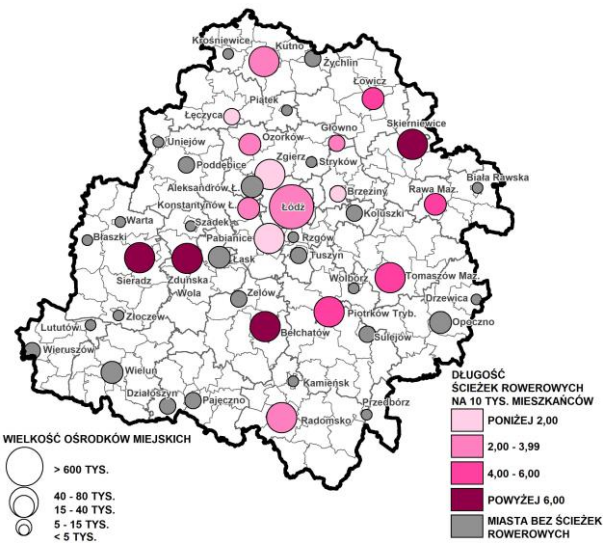 Krośniewice
Kutno
Żychlin
Łowicz
Piątek
Łęczyca
Skierniewice
Głowno
Ozorków
Uniejów
Zgierz
Stryków
Poddębice
Biała Rawska
Aleksandrów Ł.
Brzeziny
Rawa Maz.
Konstantynów Ł.
Łódź
Koluszki
Warta
Szadek
Rzgów
Błaszki
Pabianice
Łask
Tuszyn
Sieradz
Zduńska
Wola
Wolbórz
Tomaszów Maz.
Zelów
Drzewica
Złoczew
Piotrków Tryb.
Lututów
Bełchatów
Sulejów
Opoczno
Wieruszów
Wieluń
Kamieńsk
Działoszyn
Pajęczno
Przedbórz
Radomsko
WIELKOŚĆ OŚRODKÓW MIEJSKICH
> 600 TYS.
40 - 80 TYS.
15 - 40 TYS.
5 - 15 TYS.
< 5 TYS.
DŁUGOŚĆ
ŚCIEŻEK ROWEROWYCH
NA 10 TYS. MIESZKAŃCÓW
PONIŻEJ 2,00
2,00 - 3,99
4,00 - 6,00
POWYŻEJ 6,00
MIASTA BEZ ŚCIEŻEK
ROWEROWYCH